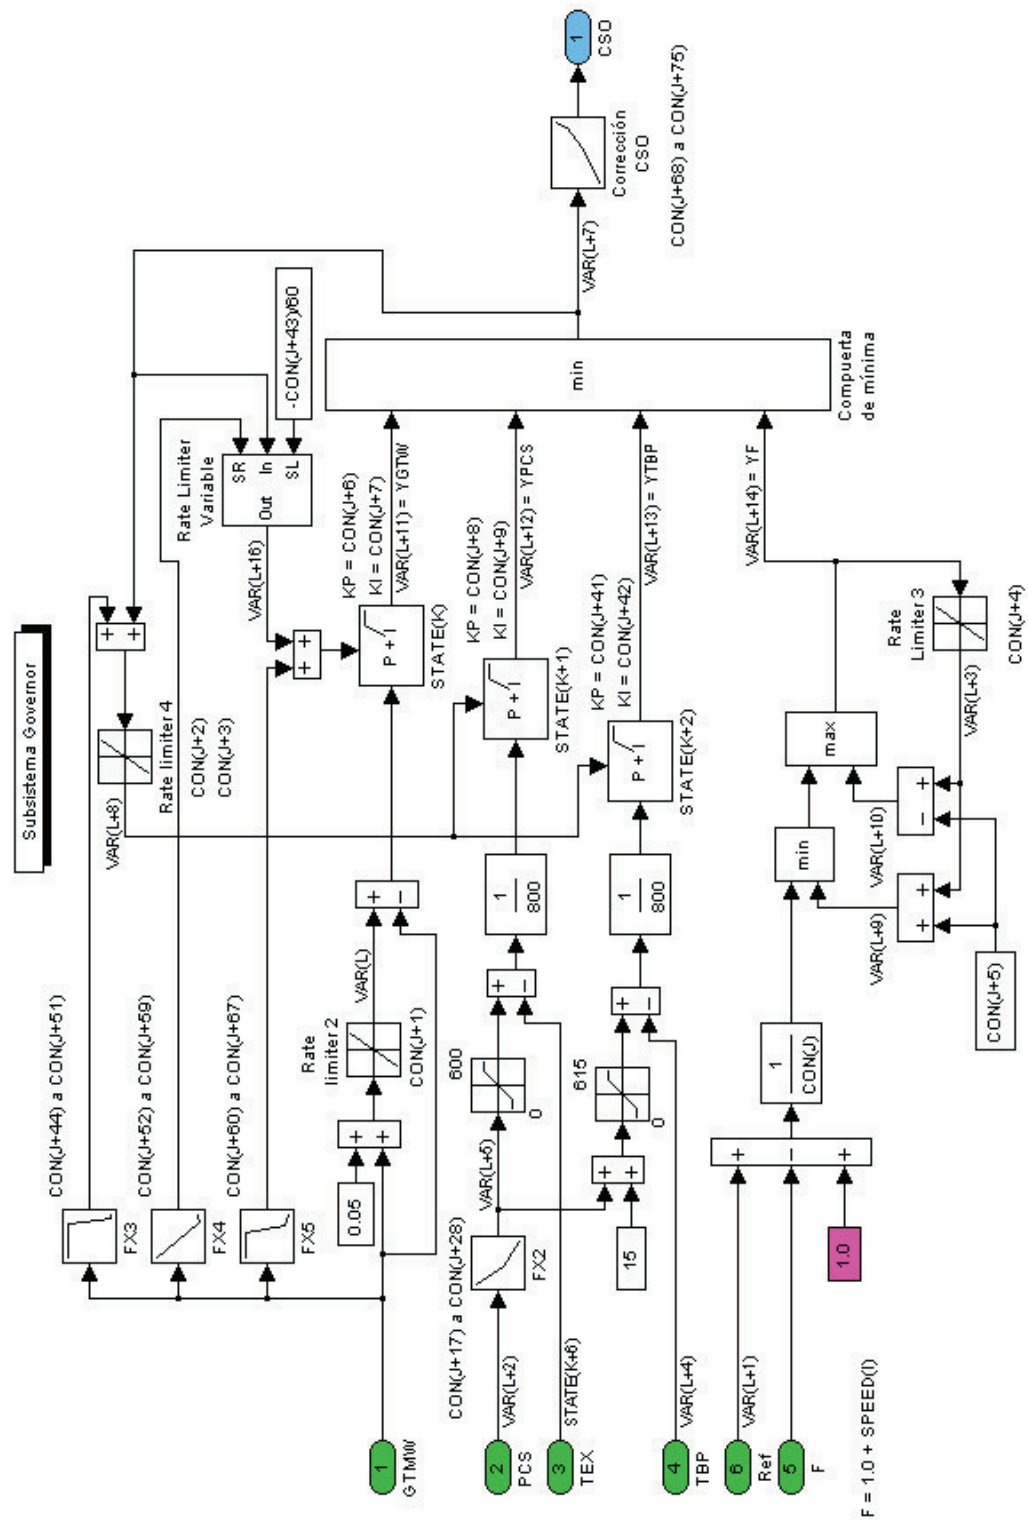 Subsistema Governor
CON(J+44) a CON(J+51)
FX3
CON(J+52) a CON(J+59)
FX4
CON(J+60) a CON(J+67)
FX5
VAR(L+8)
Rate limiter 4
CON(J+2)
CON(J+3)
+
+
Rate Limiter
Variable
SR
In
SL
Out
-CON(J+43)/60
VAR(L+16)
+
+
1
GTMW
0.05
+
+
Rate
limiter 2
CON(J+1)
VAR(L)
+
-
P + I
STATE(K)
KP = CON(J+6)
KI = CON(J+7)
VAR(L+11) = YGTW
CON(J+17) a CON(J+28)
2
PCS
VAR(L+2)
FX2
VAR(L+5)
600
0
+
-
1
800
P + I
STATE(K+1)
KP = CON(J+8)
KI = CON(J+9)
VAR(L+12) = YPCS
3
TEX
STATE(K+6)
15
+
+
615
0
+
-
1
800
P + I
STATE(K+2)
KP = CON(J+41)
KI = CON(J+42)
VAR(L+13) = YTBP
4
TBP
VAR(L+4)
6
Ref
VAR(L+1)
5
F
1.0
+
-
+
1
CON(J)
min
max
VAR(L+9)
VAR(L+10)
+
+
-
+
CON(J+5)
VAR(L+3)
Rate
Limiter 3
CON(J+4)
VAR(L+14) = YF
min
Compuerta
de mínima
VAR(L+7)
Corrección
CSO
CON(J+68) a CON(J+75)
1
CSO
F = 1.0 + SPEED(I)